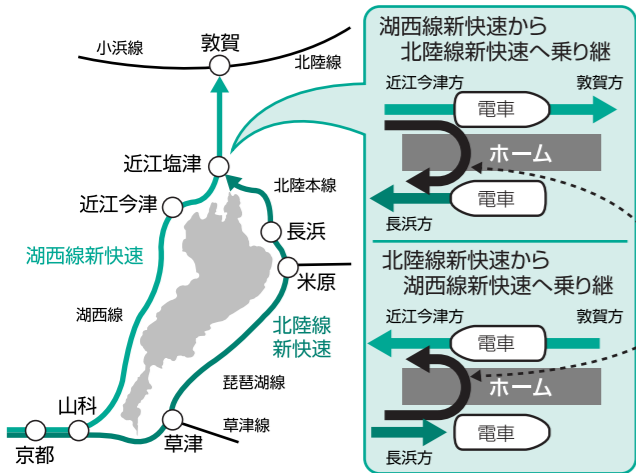 小浜線
敦賀
北陸線
近江塩津
近江今津
北陸本線
長浜
湖西線新快速
米原
湖西線
北陸線
新快速
琵琶湖線
山科
草津線
京都
草津
湖西線新快速から
北陸線新快速へ乗り継
近江今津方
敦賀方
電車
ホーム
電車
長浜方
北陸線新快速から
湖西線新快速へ乗り継
近江今津方
敦賀方
電車
ホーム
電車
長浜方